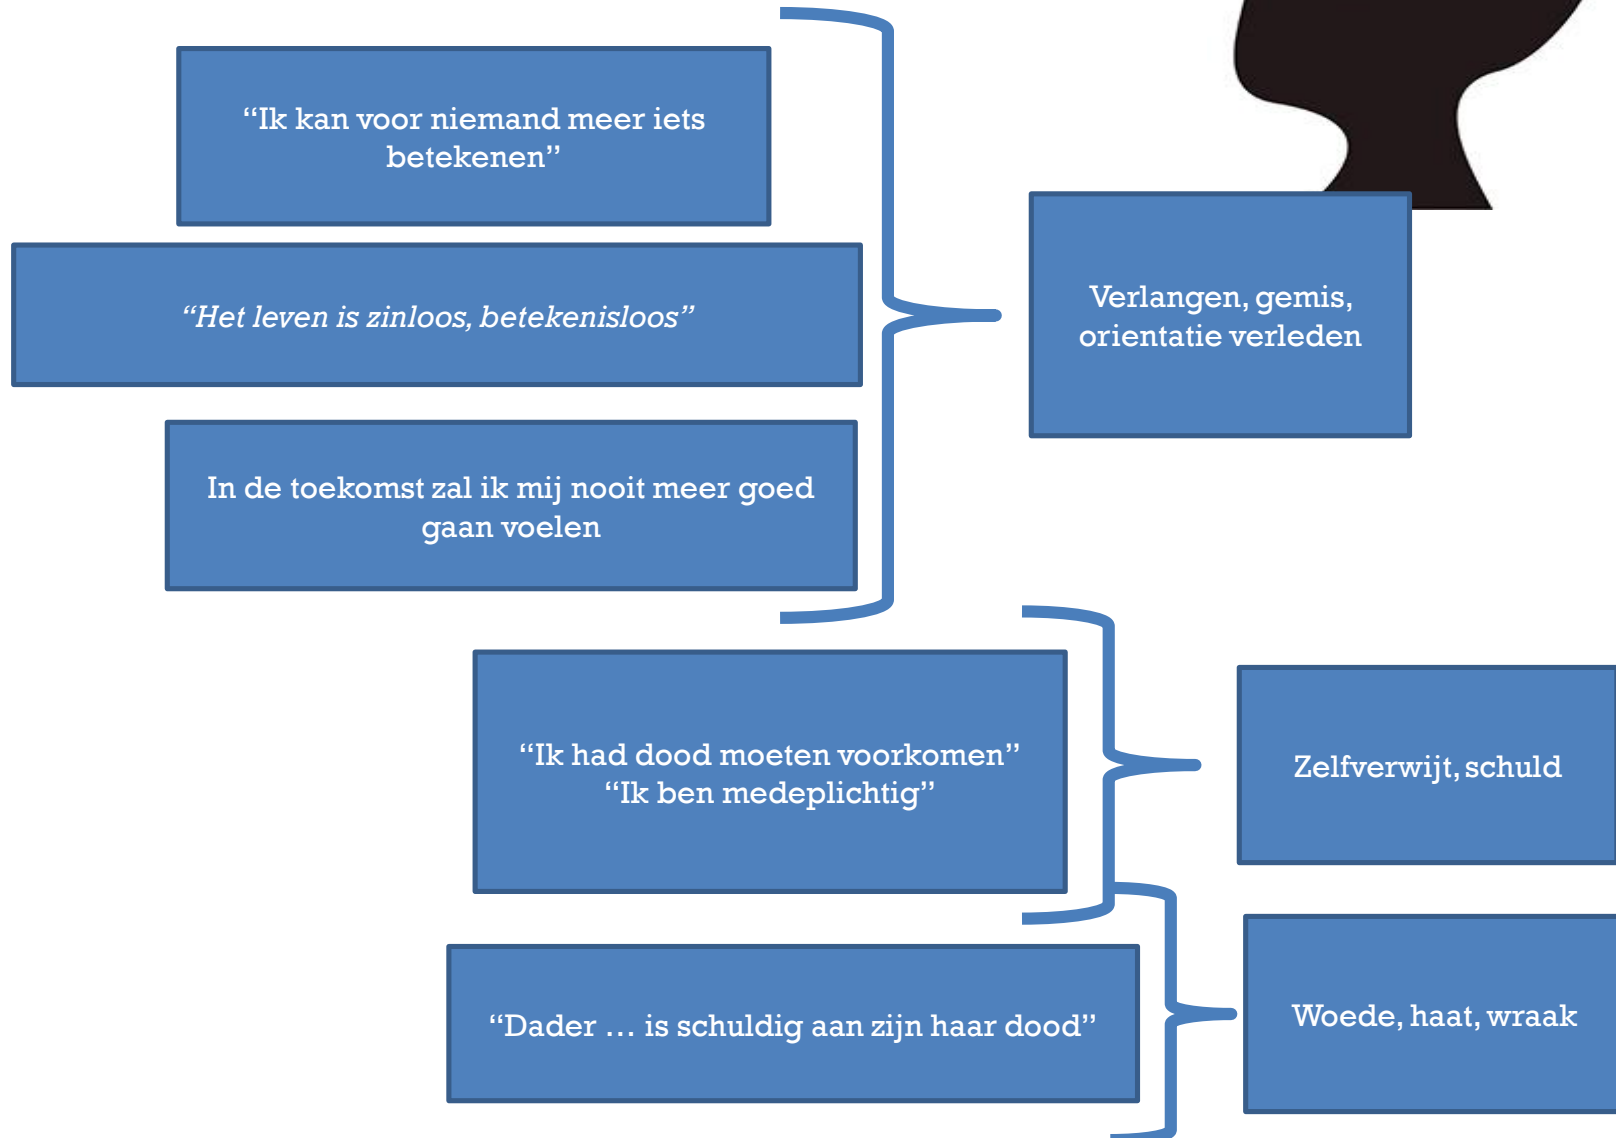 “Ik kan voor niemand meer iets
betekenen”
“Het leven is zinloos, betekenisloos”
In de toekomst zal ik mij nooit meer goed
gaan voelen
Verlangen, gemis,
orientatie verleden
“Ik had dood moeten voorkomen”
“Ik ben medeplichtig”
Zelfverwijt, schuld
“Dader … is schuldig aan zijn haar dood”
Woede, haat, wraak